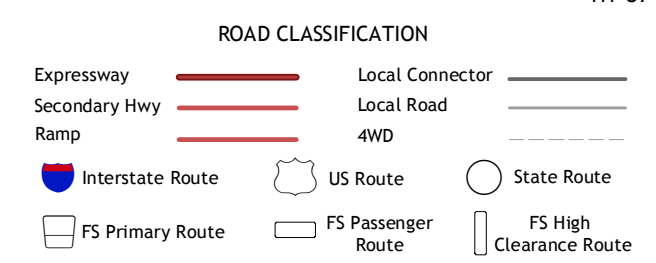 ROAD CLASSIFICATION
Expressway
Local Connector
Secondary Hwy
Local Road
Ramp
4WD
Interstate Route
US Route
State Route
FS Primary Route
FS Passenger
Route
FS High
Clearance Route